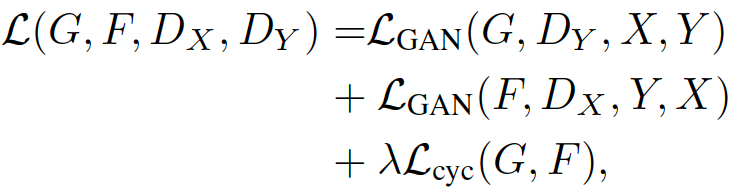 ℒ(G, F, D_X, D_Y) =ℒ_GAN(G, D_Y, X, Y)
+ ℒ_GAN(F, D_X, Y, X)
+ λℒ_cyc(G, F),